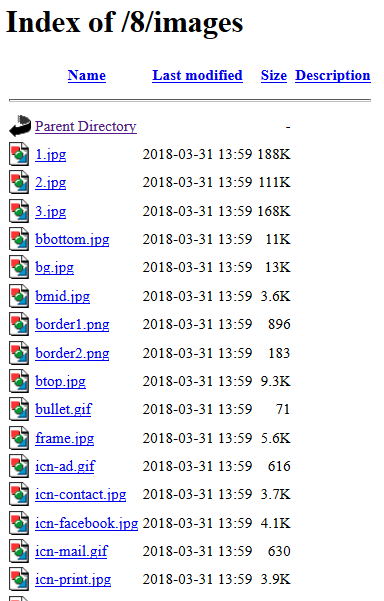 Index of /8/images
Name Last modified Size Description
Parent Directory -
1.jpg 2018-03-31 13:59 188K
2.jpg 2018-03-31 13:59 111K
3.jpg 2018-03-31 13:59 168K
bbottom.jpg 2018-03-31 13:59 11K
bg.jpg 2018-03-31 13:59 13K
bmid.jpg 2018-03-31 13:59 3.6K
border1.png 2018-03-31 13:59 896
border2.png 2018-03-31 13:59 183
btop.jpg 2018-03-31 13:59 9.3K
bullet.gif 2018-03-31 13:59 71
frame.jpg 2018-03-31 13:59 5.6K
icn-ad.gif 2018-03-31 13:59 616
icn-contact.jpg 2018-03-31 13:59 3.7K
icn-facebook.jpg 2018-03-31 13:59 4.1K
icn-mail.gif 2018-03-31 13:59 630
icn-print.jpg 2018-03-31 13:59 3.9K